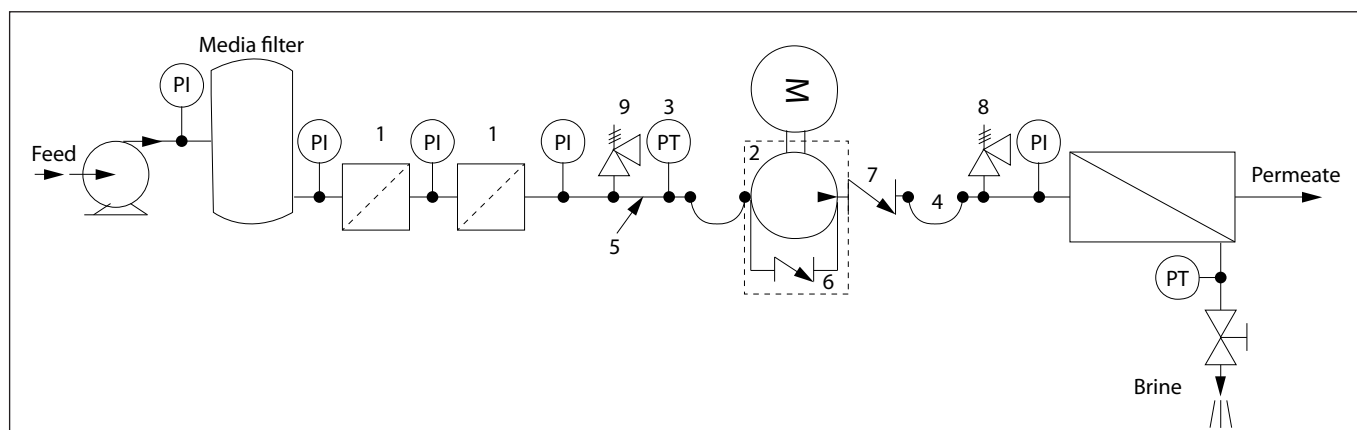 Media filter
PI
M
9
3
8
1
1
PI
PI
PI
PT
2
PI
Feed
7
Permeate
4
5
6
PT
Brine